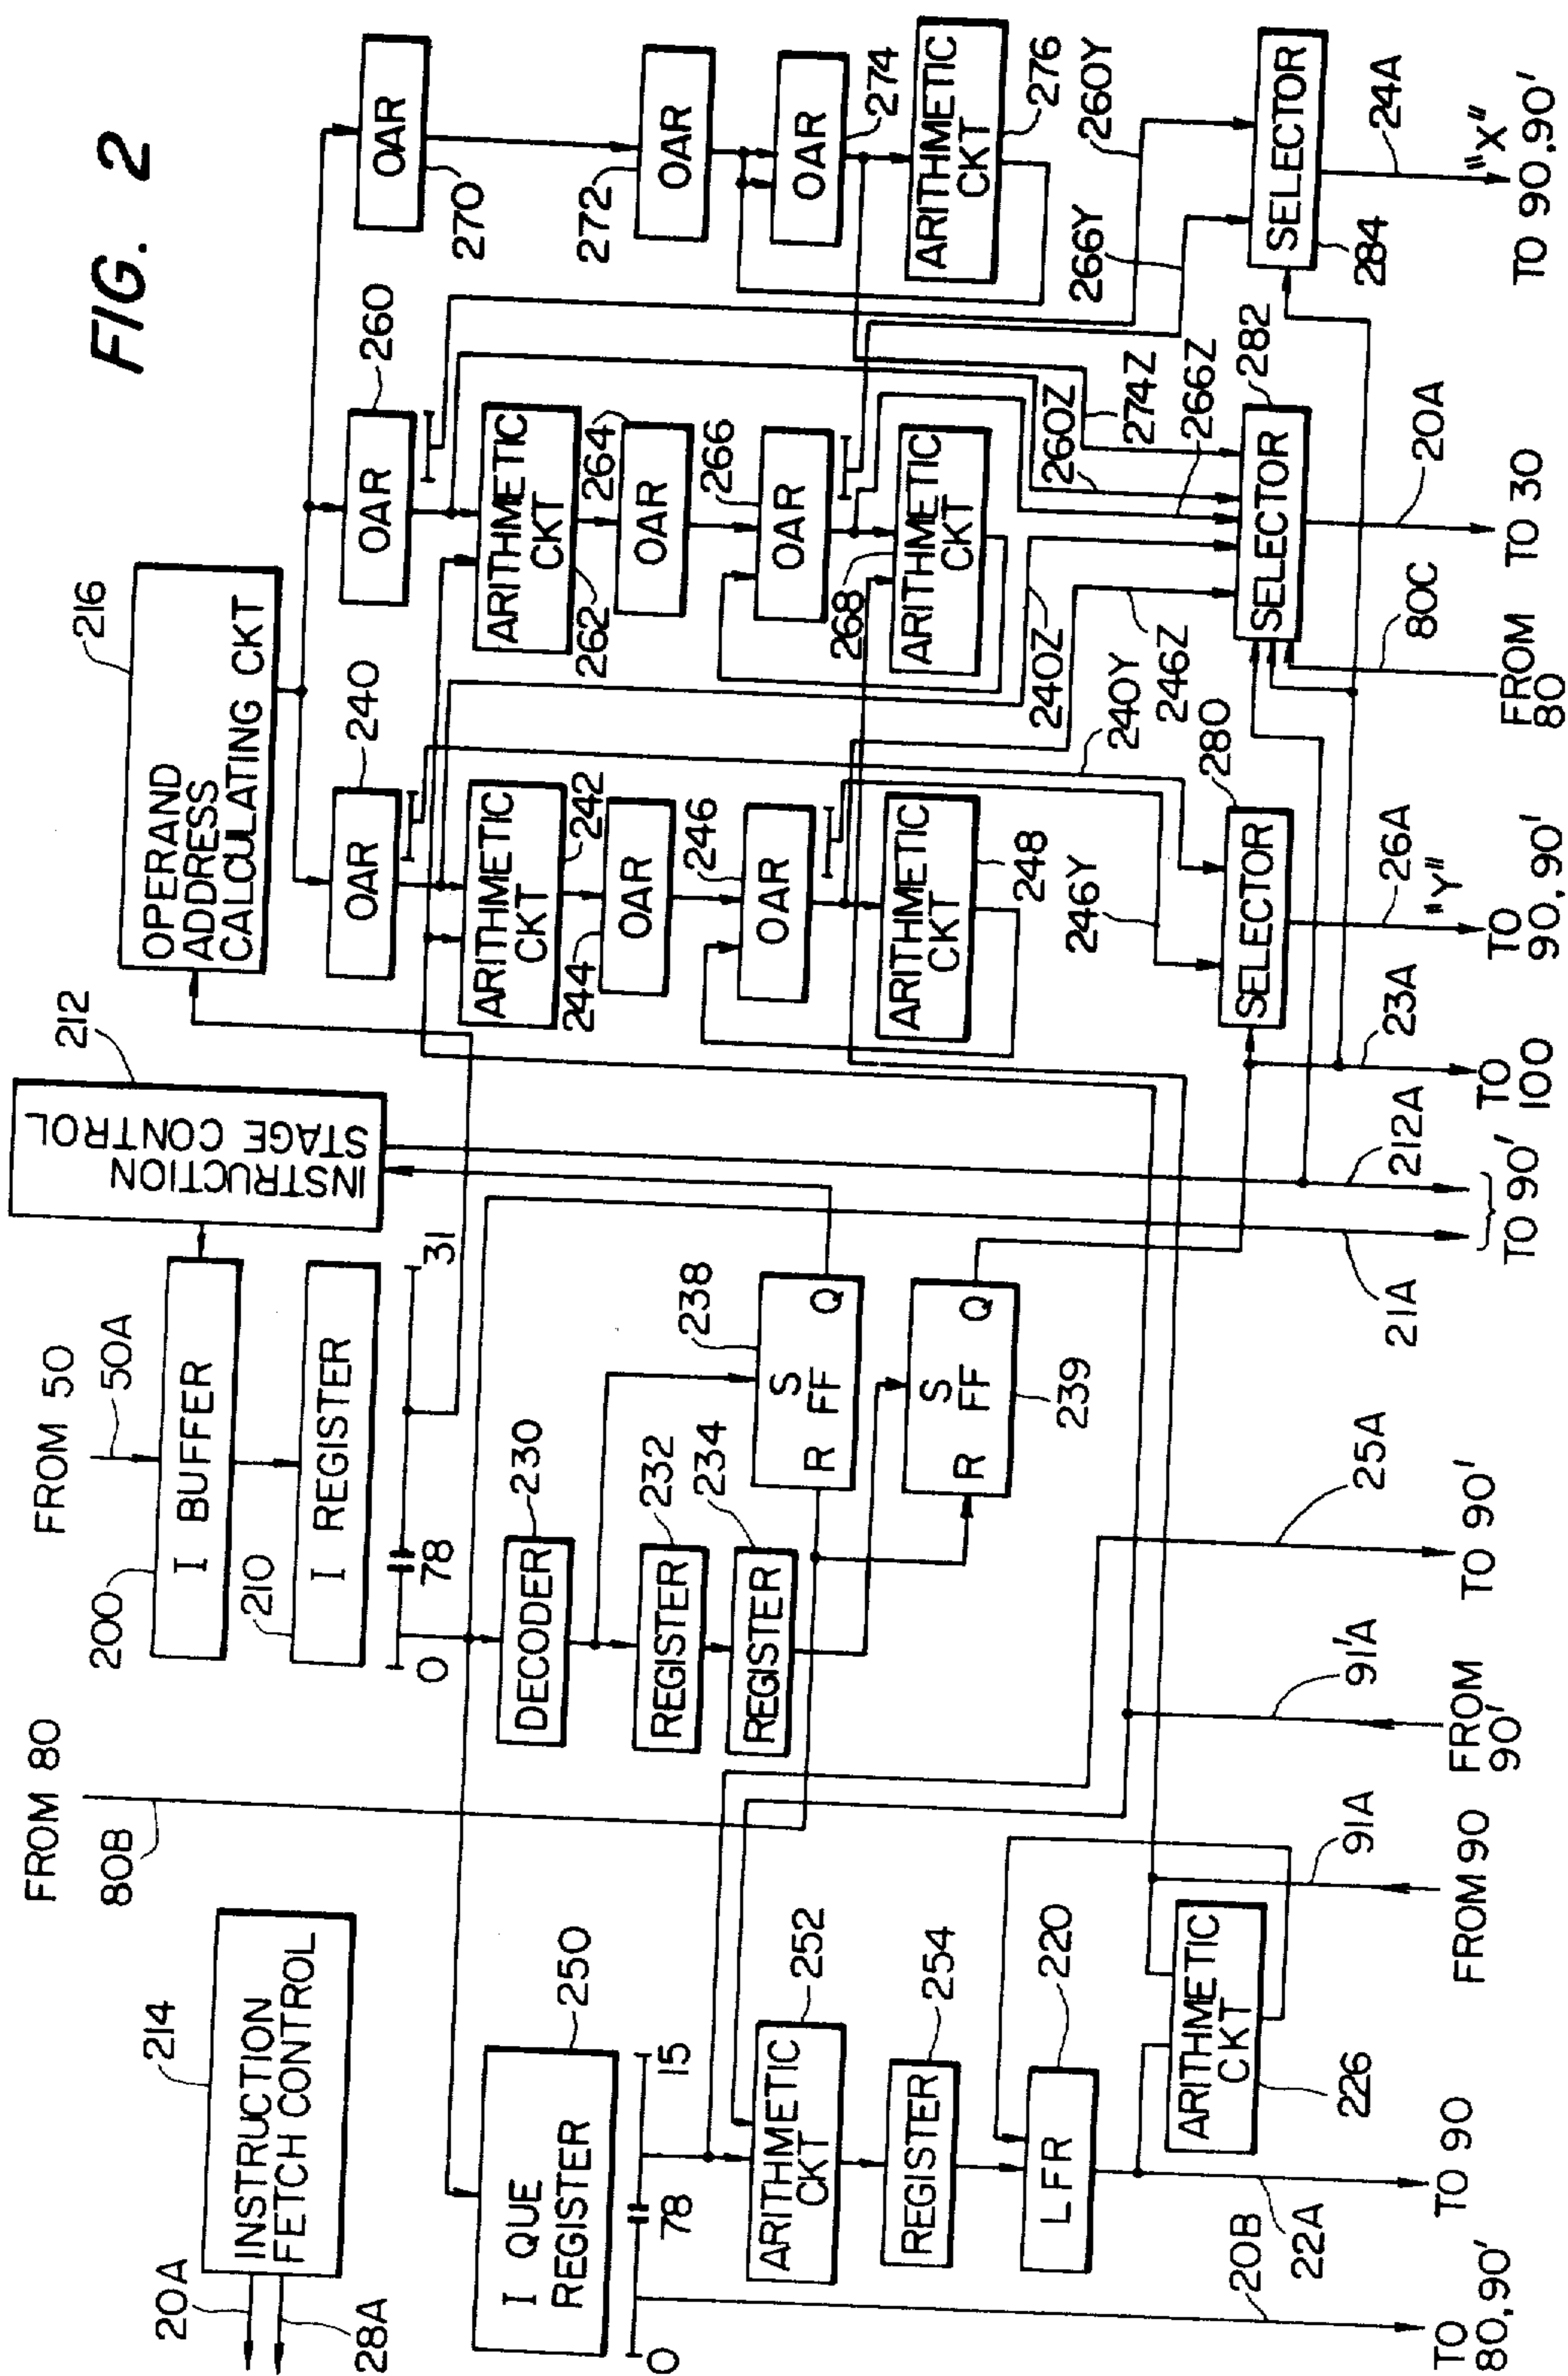 FIG. 2
FROM 80
80B
FROM 50
50A
214
INSTRUCTION
FETCH CONTROL
20A
28A
200
I BUFFER
210
I REGISTER
0
78
31
212
INSTRUCTION
STAGE CONTROL
216
OPERAND
ADDRESS
CALCULATING CKT
250
I QUE
REGISTER
0
78
15
252
ARITHMETIC
CKT
254
REGISTER
220
LFR
226
ARITHMETIC
CKT
230
DECODER
232
REGISTER
234
REGISTER
238
S
FF
R
Q
239
S
FF
R
Q
240
OAR
242
ARITHMETIC
CKT
244
OAR
246
OAR
248
ARITHMETIC
CKT
260
OAR
262
ARITHMETIC
CKT
264
OAR
266
OAR
268
ARITHMETIC
CKT
270
OAR
272
OAR
274
OAR
276
ARITHMETIC
CKT
246Y
240Y
246Z
240Z
260Z
266Z
274Z
266Y
260Y
280
SELECTOR
282
SELECTOR
284
SELECTOR
20B
TO
80,90'
22A
TO 90
91A
FROM 90
91'A
FROM
90'
25A
TO 90'
21A
212A
TO 90'
23A
TO
100
26A
"Y"
TO
90,90'
80C
FROM
80
20A
TO 30
24A
"X"
TO 90,90'